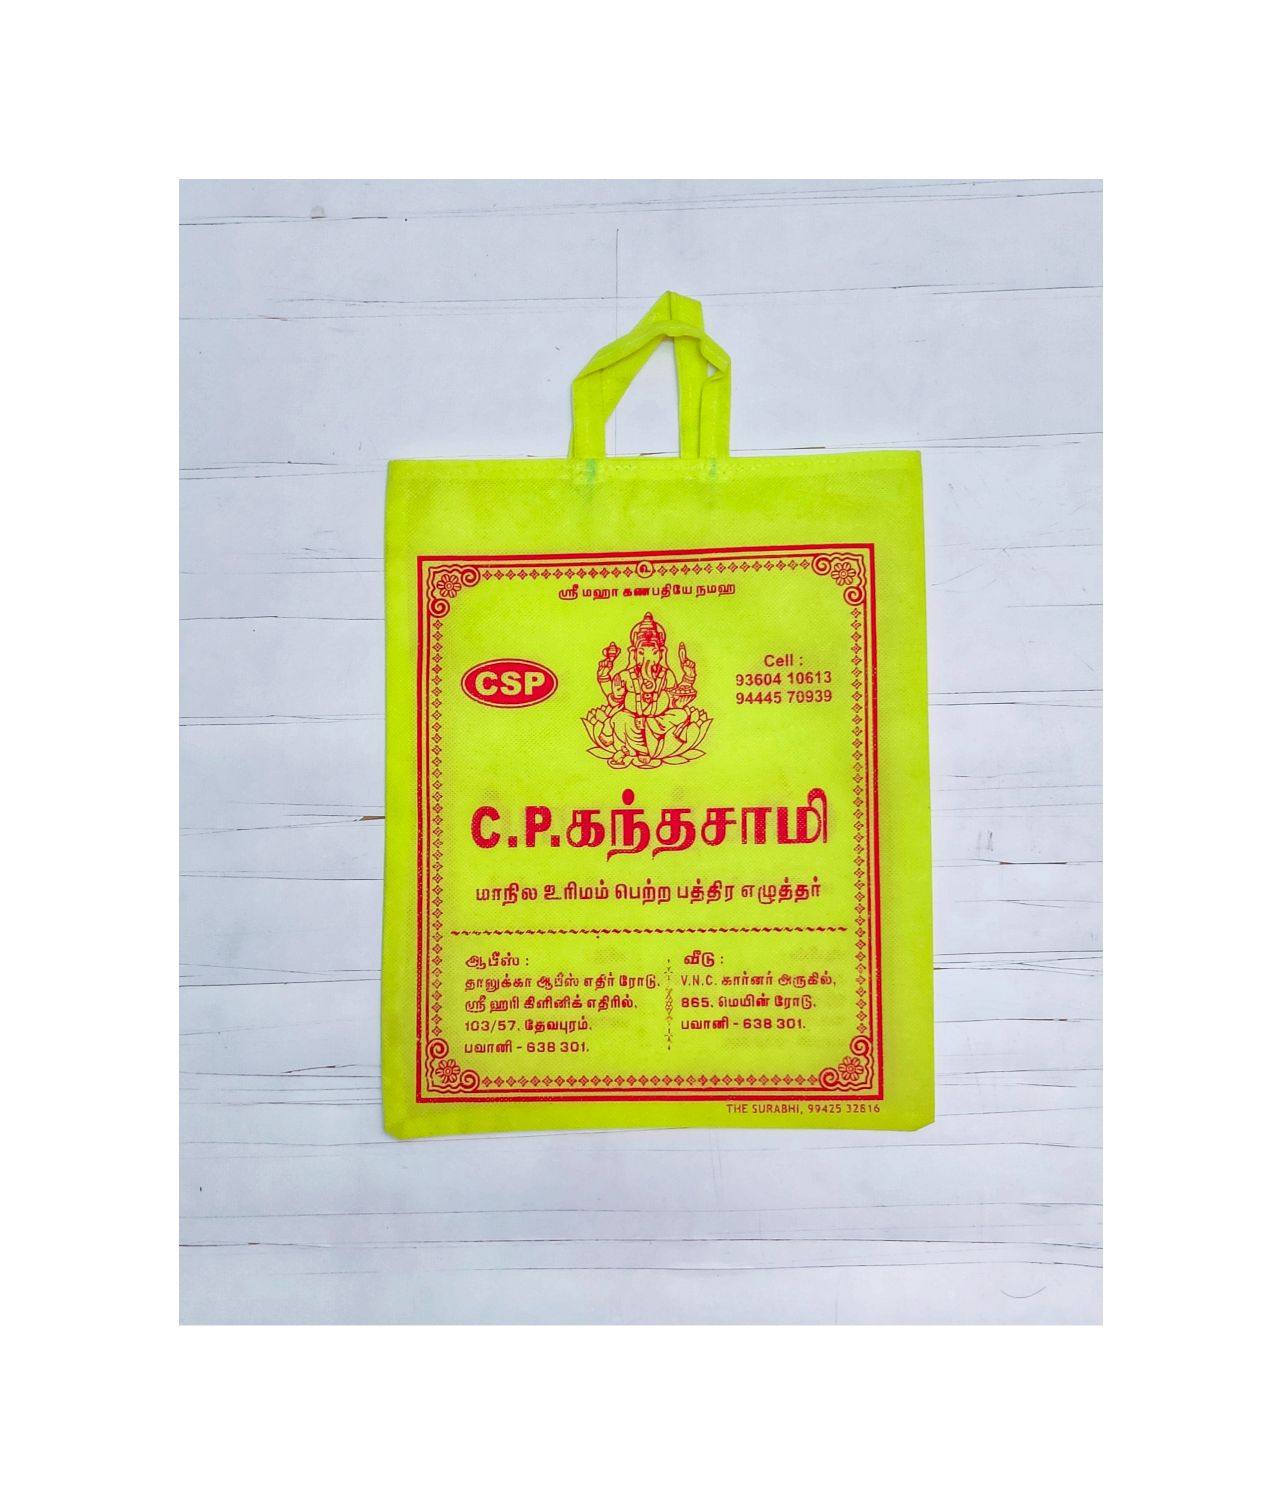 உ
ஸ்ரீ மஹா கணபதியே நமஹ
CSP
Cell :
93604 10613
94445 70939
C.P.கந்தசாமி
மாநில உரிமம் பெற்ற பத்திர எழுத்தர்
ஆபீஸ் :
தாலுக்கா ஆபீஸ் எதிர் ரோடு,
ஸ்ரீ ஹரி கிளினிக் எதிரில்,
103/57, தேவபுரம்,
பவானி - 638 301.
வீடு :
V.N.C. கார்னர் அருகில்,
865, மெயின் ரோடு,
பவானி - 638 301.
THE SURABHI, 99425 32616